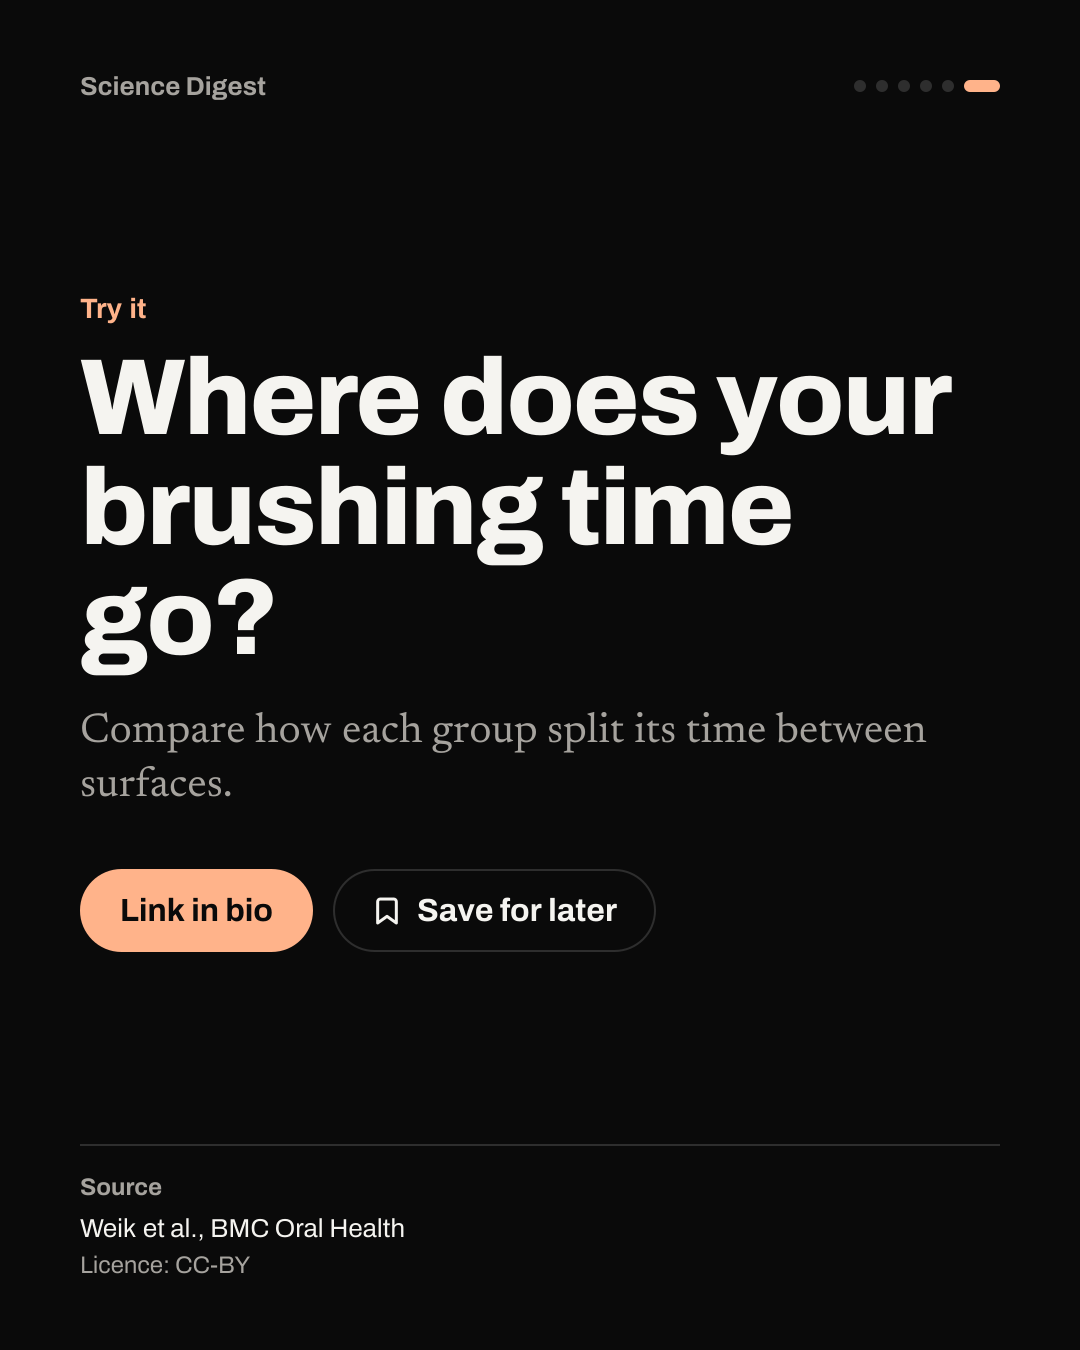 Science Digest
Try it
Where does your
brushing time
go?
Compare how each group split its time between
surfaces.
Link in bio
Save for later
Source
Weik et al., BMC Oral Health
Licence: CC-BY